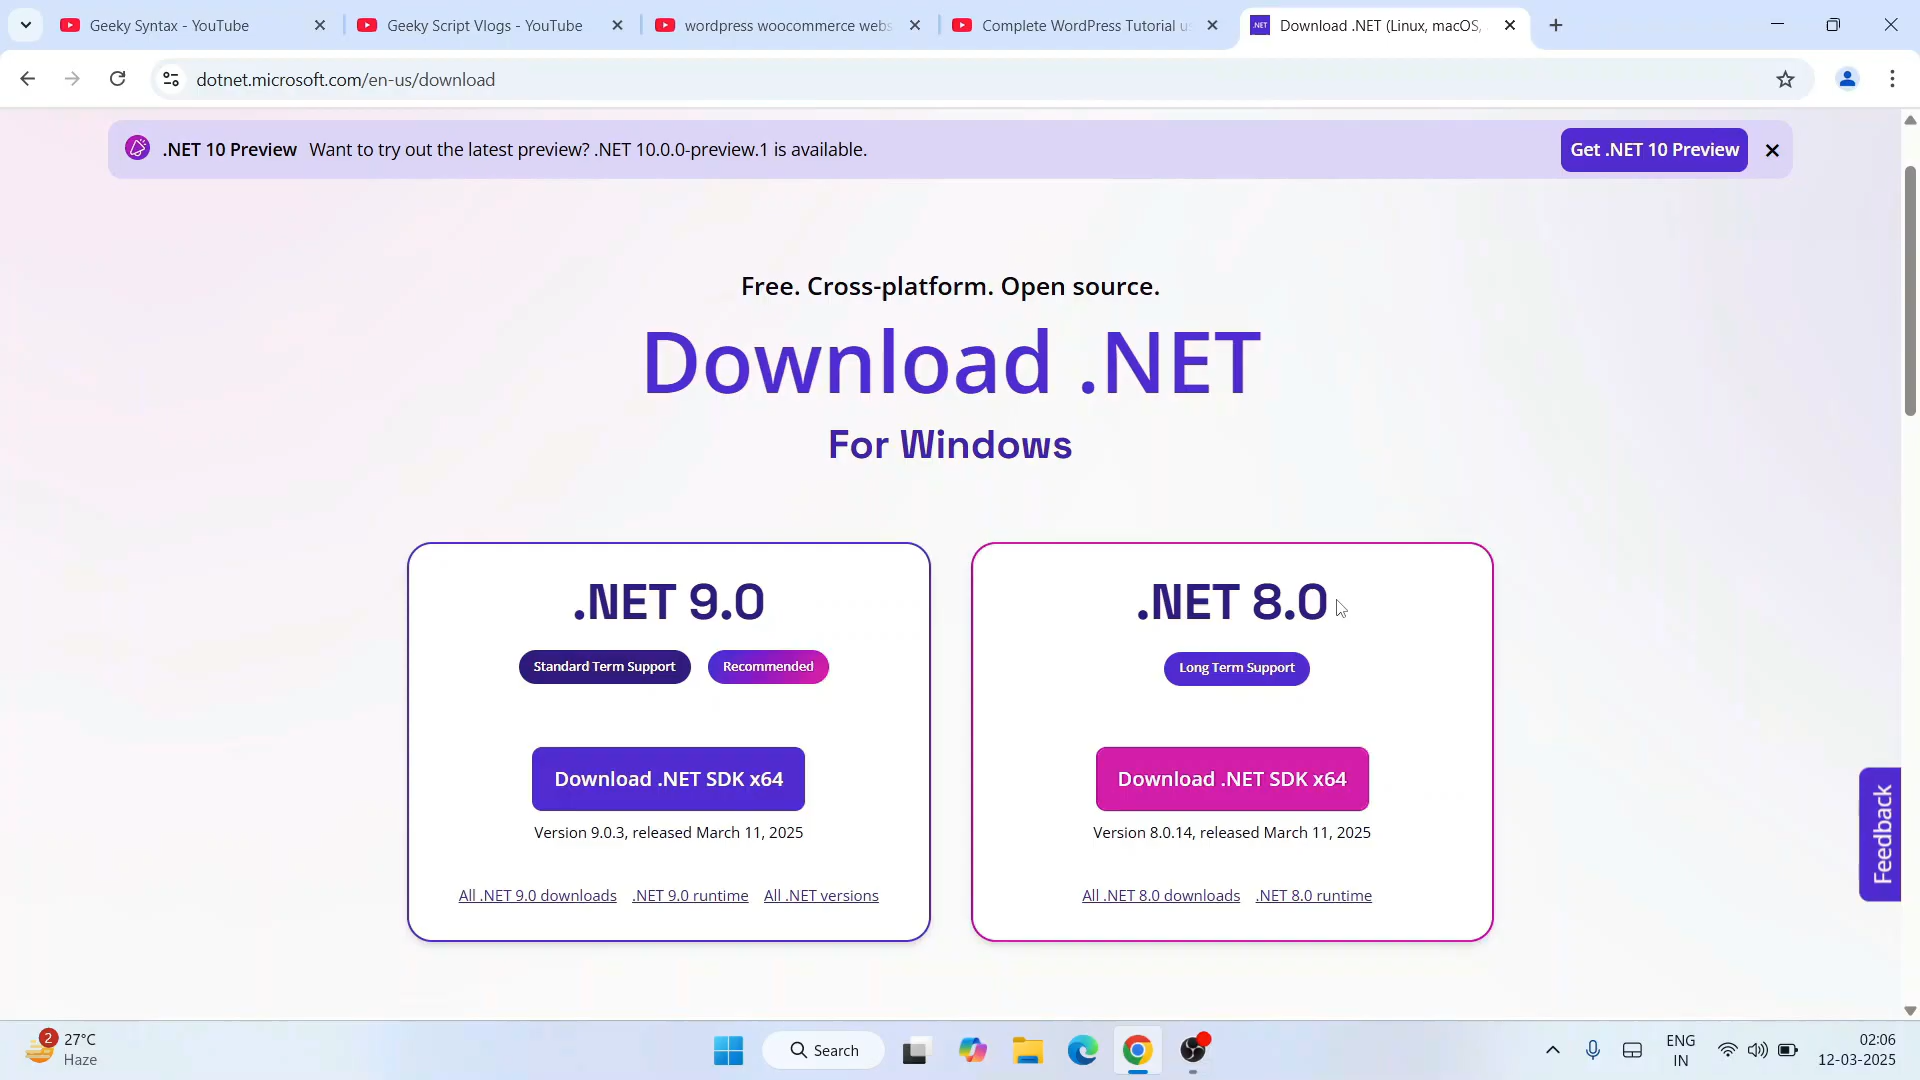 Geeky Syntax - YouTube
Geeky Script Vlogs - YouTube
wordpress woocommerce webs
Complete WordPress Tutorial us
.NET
Download .NET (Linux, macOS,
dotnet.microsoft.com/en-us/download
.NET 10 Preview Want to try out the latest preview? .NET 10.0.0-preview.1 is available.
Get .NET 10 Preview
Free. Cross-platform. Open source.
Download .NET
For Windows
.NET 9.0
Standard Term Support
Recommended
Download .NET SDK x64
Version 9.0.3, released March 11, 2025
All .NET 9.0 downloads .NET 9.0 runtime All .NET versions
.NET 8.0
Long Term Support
Download .NET SDK x64
Version 8.0.14, released March 11, 2025
All .NET 8.0 downloads .NET 8.0 runtime
Feedback
2
27°C
Haze
Search
ENG
IN
02:06
12-03-2025